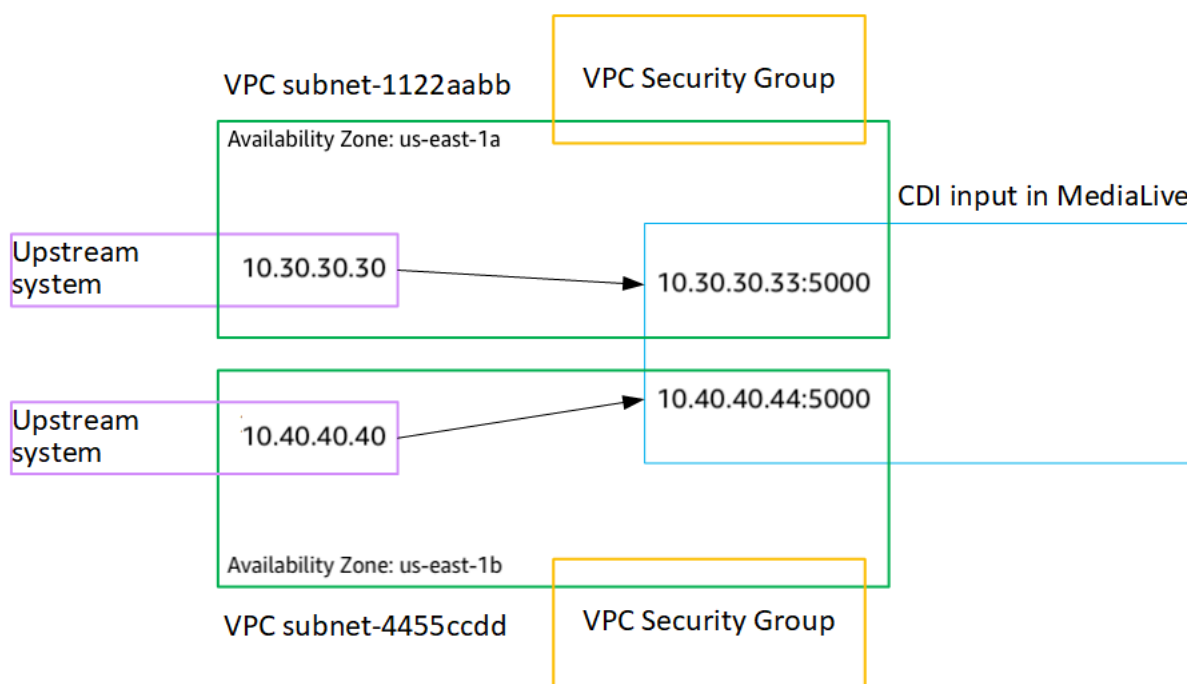 VPC subnet-1122aabb
VPC Security Group
Availability Zone: us-east-1a
CDI input in MediaLive
Upstream
system
10.30.30.30
10.30.30.33:5000
Upstream
system
10.40.40.40
10.40.40.44:5000
Availability Zone: us-east-1b
VPC subnet-4455ccdd
VPC Security Group